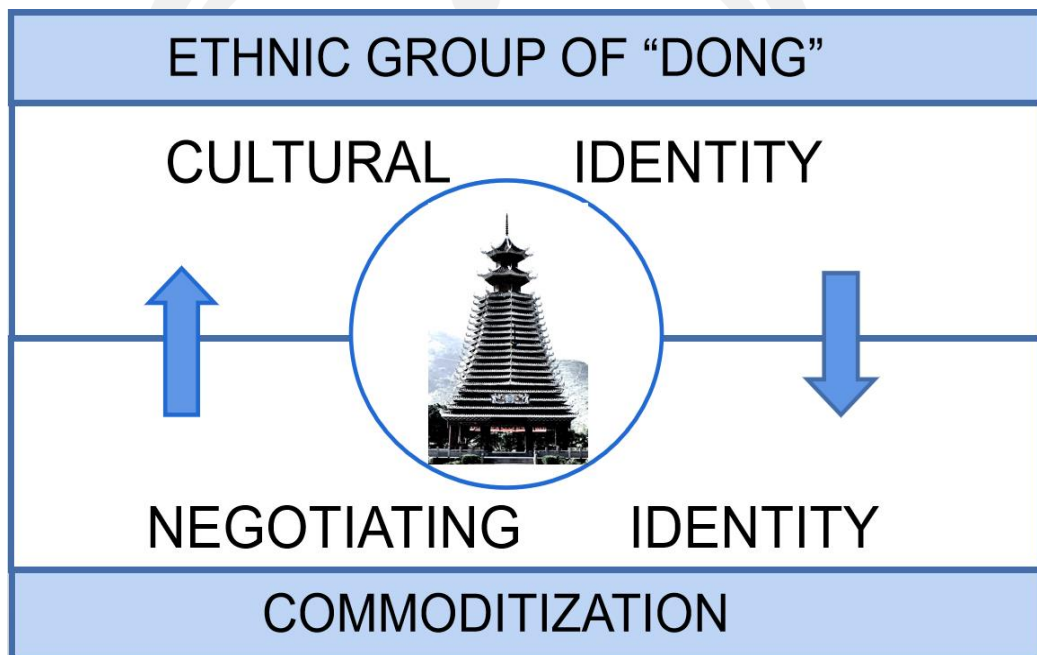 ETHNIC GROUP OF “DONG”
CULTURAL IDENTITY
NEGOTIATING IDENTITY
COMMODITIZATION